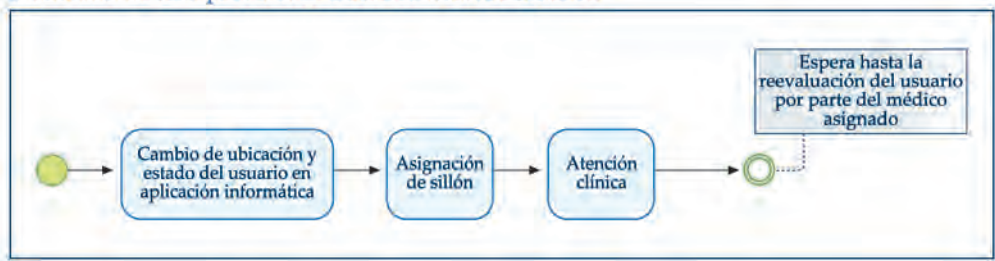 Cambio de ubicación y
estado del usuario en
aplicación informática
Asignación
de sillón
Atención
clínica
Espera hasta la
reevaluación del usuario
por parte del médico
asignado